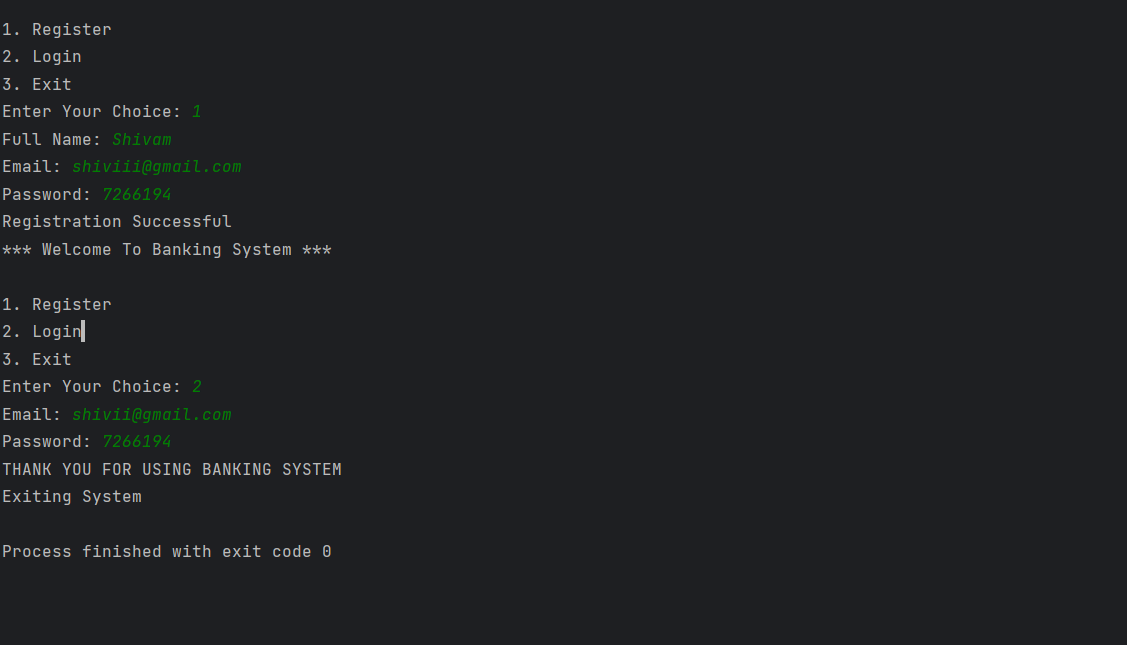 1. Register
2. Login
3. Exit
Enter Your Choice: 1
Full Name: Shivam
Email: shiviii@gmail.com
Password: 7266194
Registration Successful
*** Welcome To Banking System ***
1. Register
2. Login
3. Exit
Enter Your Choice: 2
Email: shivii@gmail.com
Password: 7266194
THANK YOU FOR USING BANKING SYSTEM
Exiting System
Process finished with exit code 0